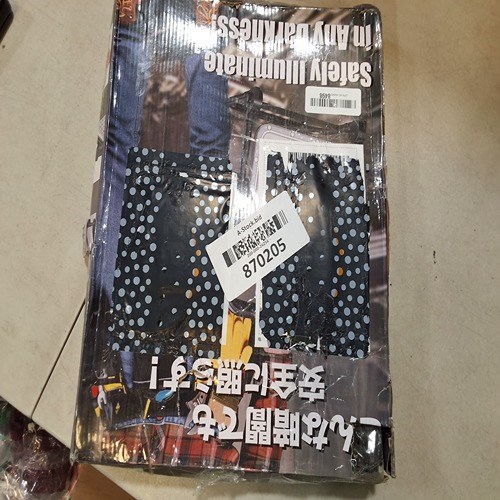 Safely Illuminate
in Any Darkness!
A-Stock.bid
870205
どんな暗闇でも
安全に照らす!